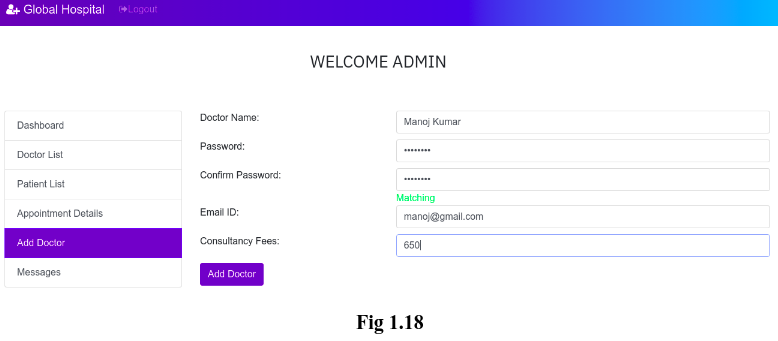 Global Hospital Logout
WELCOME ADMIN
Dashboard
Doctor List
Patient List
Appointment Details
Add Doctor
Messages
Doctor Name: Manoj Kumar
Password: ••••••••
Confirm Password: ••••••••
Matching
Email ID: manoj@gmail.com
Consultancy Fees: 650
Add Doctor
Fig 1.18